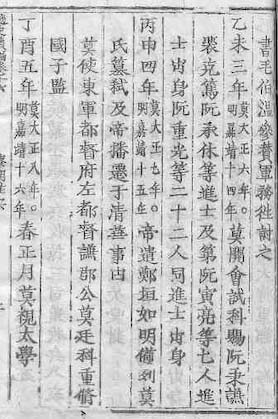 書毛伯溫參賛軍務徃討之
乙未三年莫大正六年。明嘉靖十四年。莫開會試科賜阮秉謙
裴克篤阮承休等進士及第阮寅亮等七人進
士出身阮重光等二十二人同進士出身
丙申四年莫大正七年。明嘉靖十五年。帝遣鄭垣如明備列莫
氏篡弑及帝播遷于清華事由
莫使東軍都督府左都督謙郡公莫廷科重脩
國子監
丁酉五年莫大正八年。明嘉靖十六年。春正月莫視太學